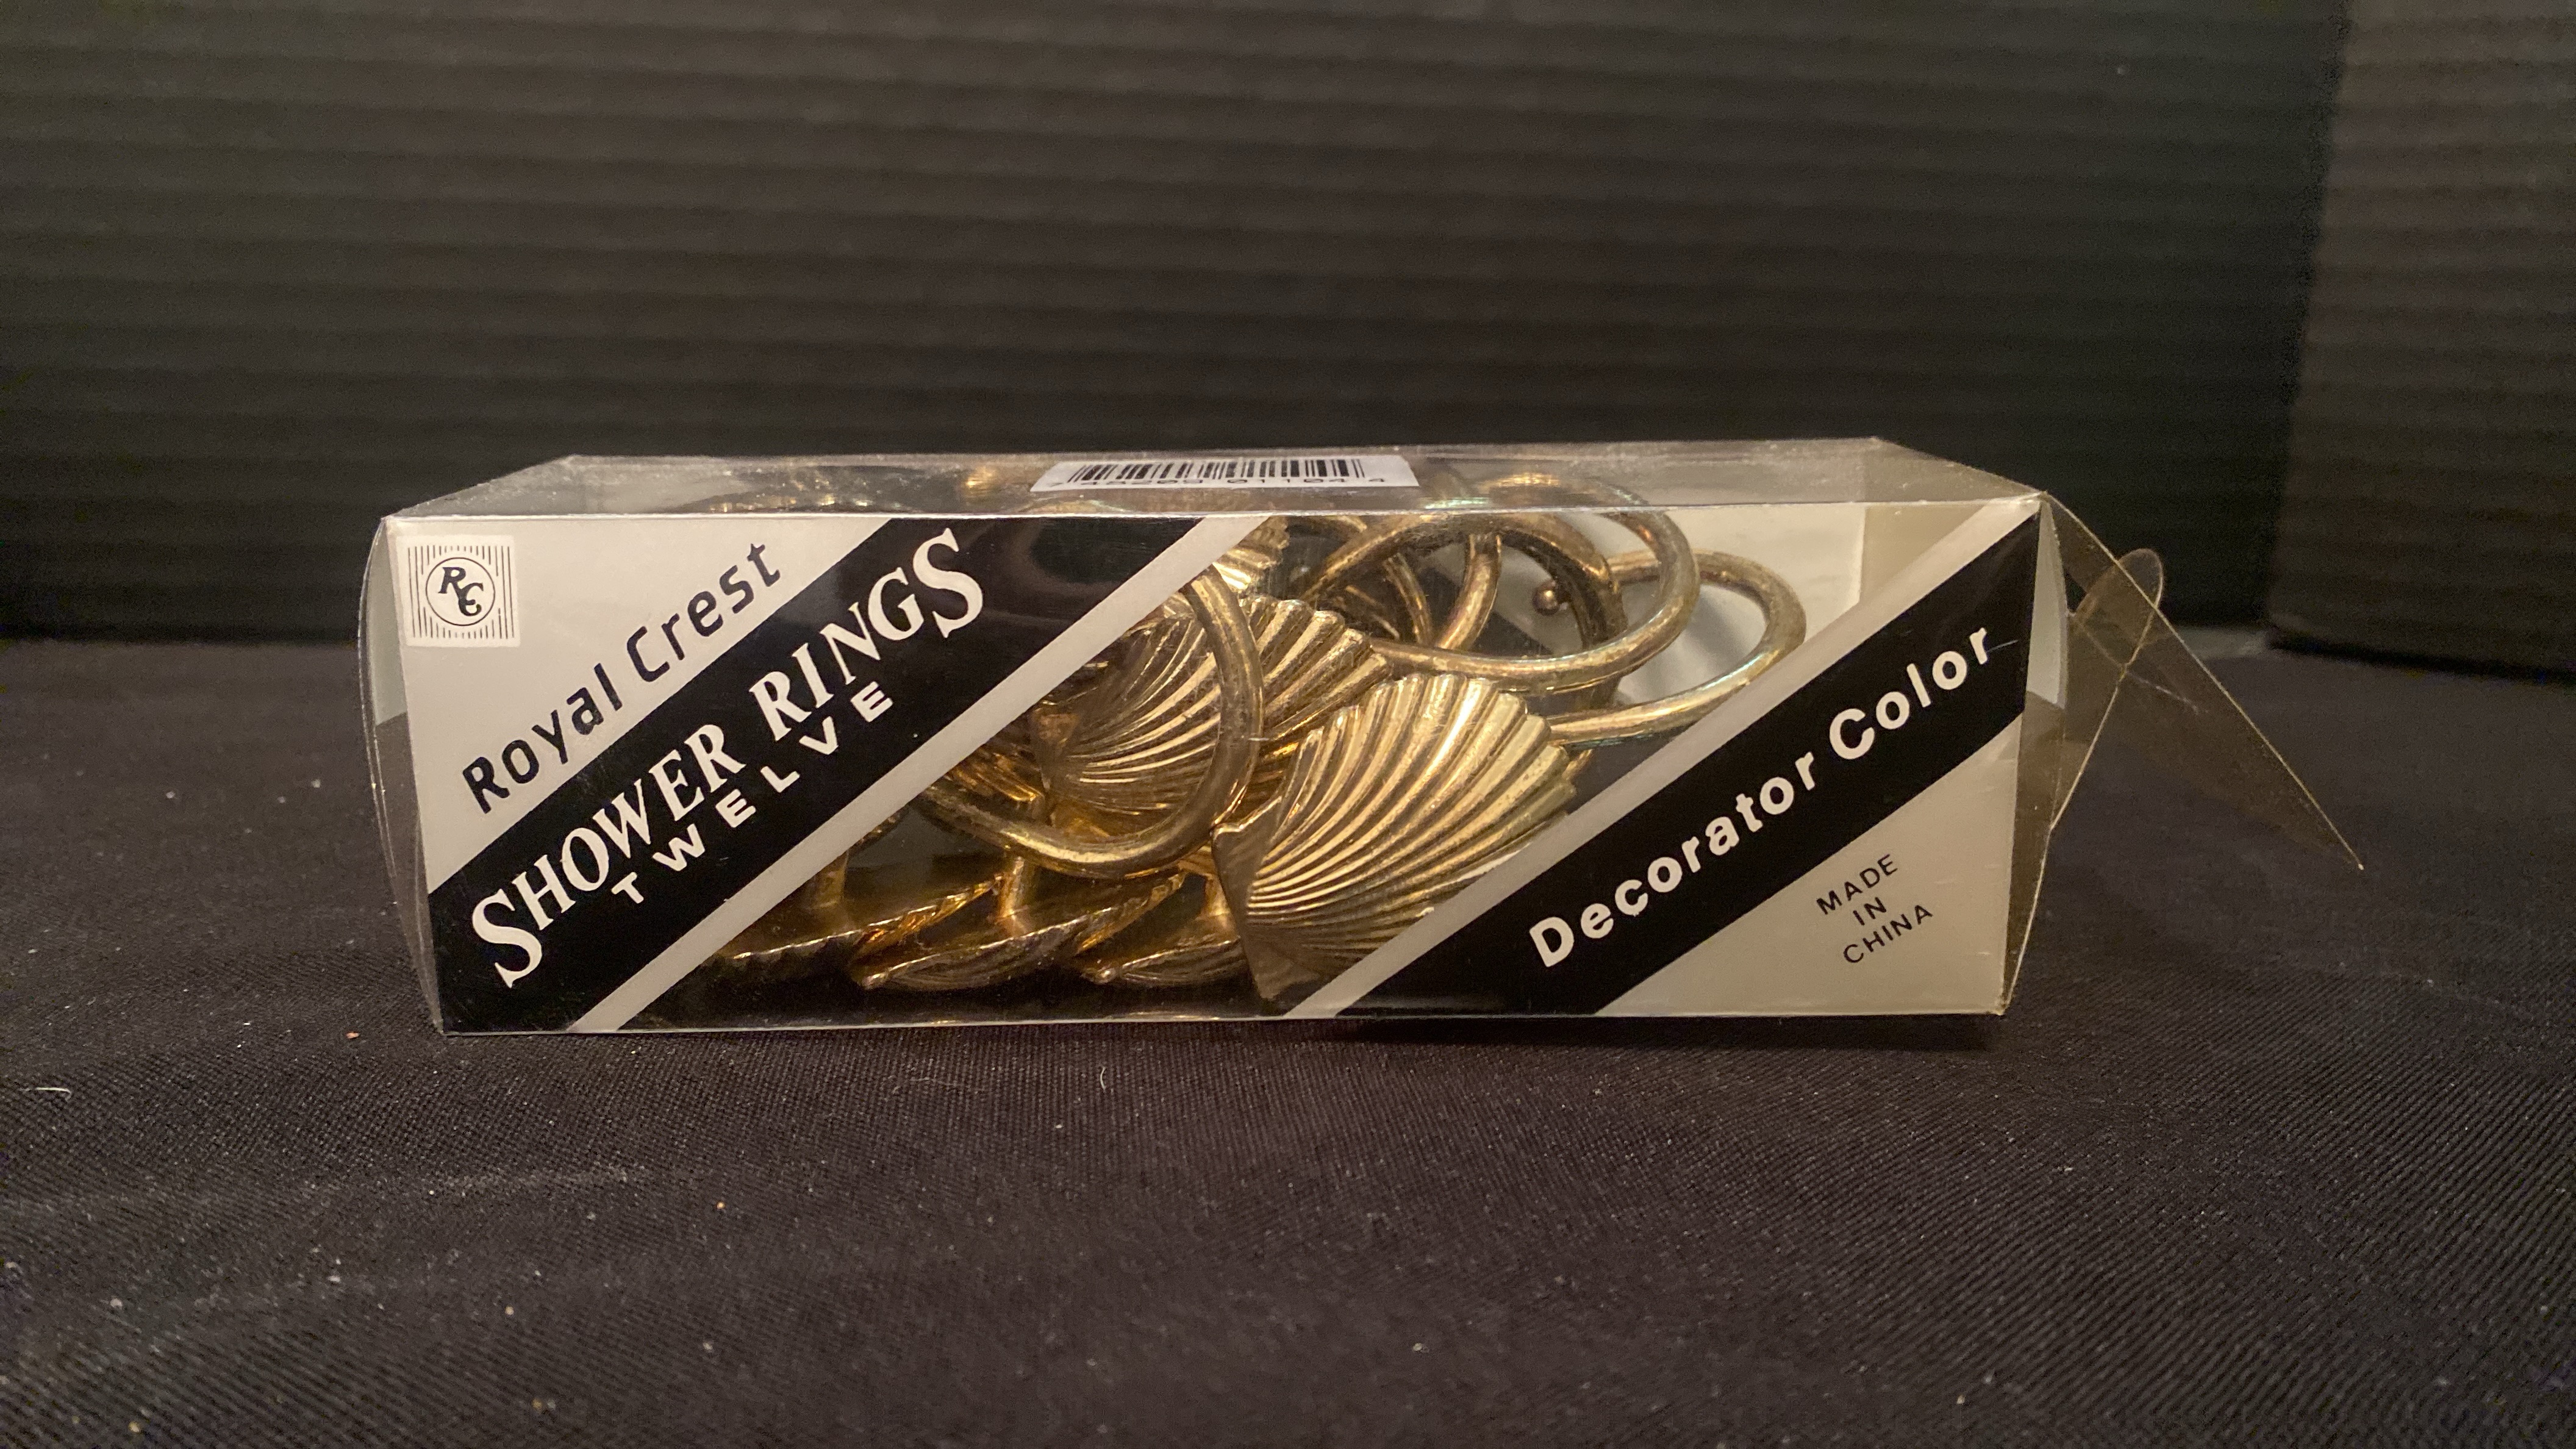 RC
Royal Crest
SHOWER RINGS
TWELVE
Decorator Color
MADE
IN
CHINA